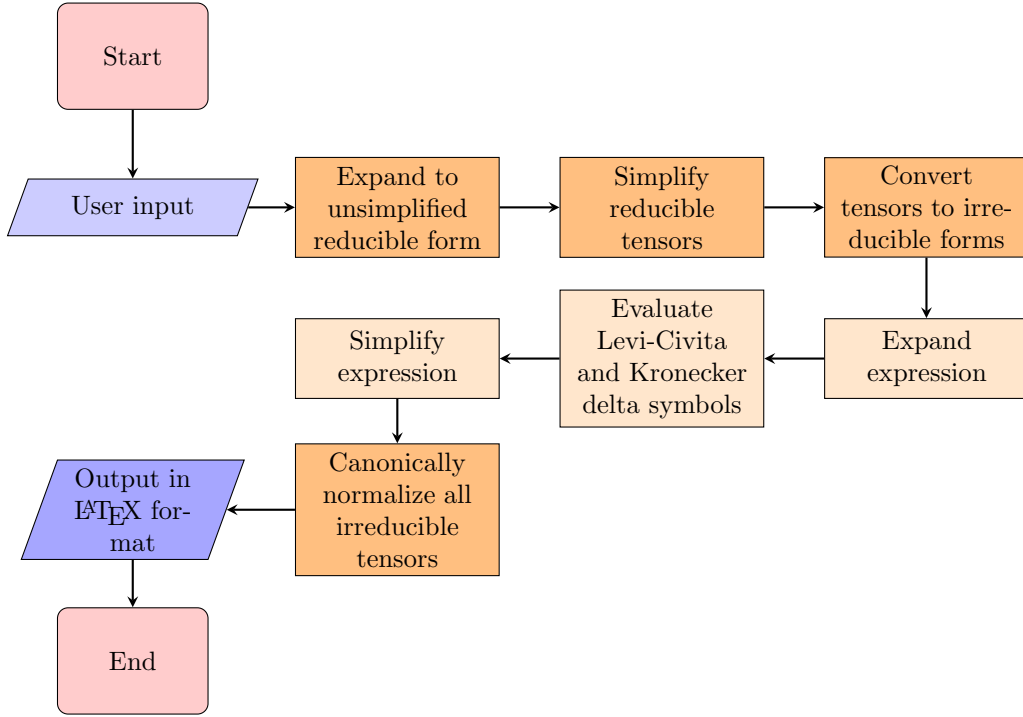 Start
User input
Expand to
unsimplified
reducible form
Simplify
reducible
tensors
Convert
tensors to irre-
ducible forms
Expand
expression
Evaluate
Levi-Civita
and Kronecker
delta symbols
Simplify
expression
Canonically
normalize all
irreducible
tensors
Output in
LATEX for-
mat
End